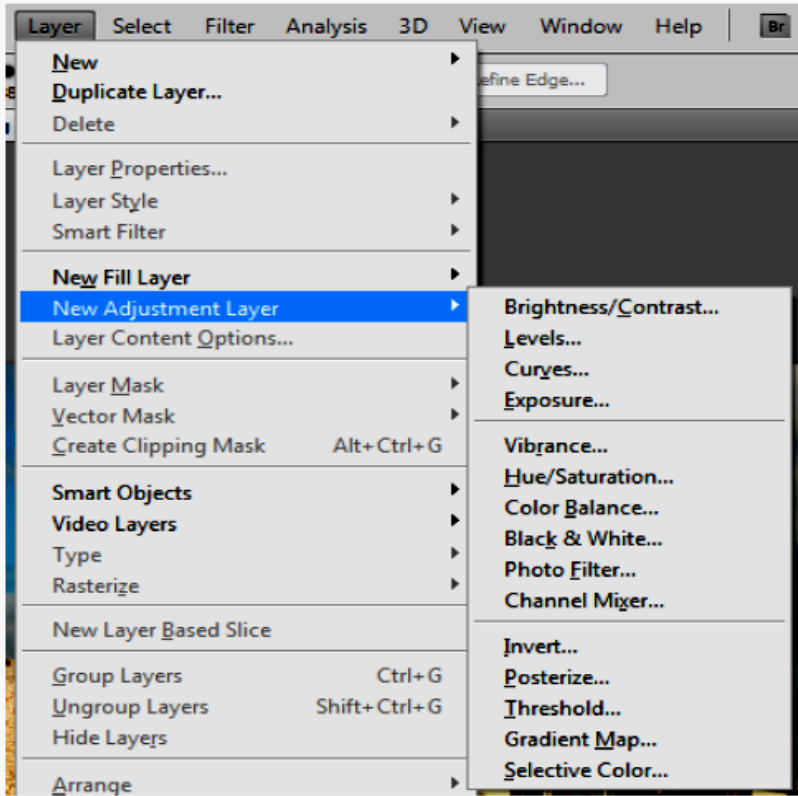 Layer Select Filter Analysis 3D View Window Help Br
New
Duplicate Layer...
efine Edge...
Delete
Layer Properties...
Layer Style
Smart Filter
New Fill Layer
New Adjustment Layer
Layer Content Options...
Layer Mask
Vector Mask
Create Clipping Mask Alt+Ctrl+G
Smart Objects
Video Layers
Type
Rasterize
New Layer Based Slice
Group Layers Ctrl+G
Ungroup Layers Shift+Ctrl+G
Hide Layers
Arrange
Brightness/Contrast...
Levels...
Curves...
Exposure...
Vibrance...
Hue/Saturation...
Color Balance...
Black & White...
Photo Filter...
Channel Mixer...
Invert...
Posterize...
Threshold...
Gradient Map...
Selective Color...